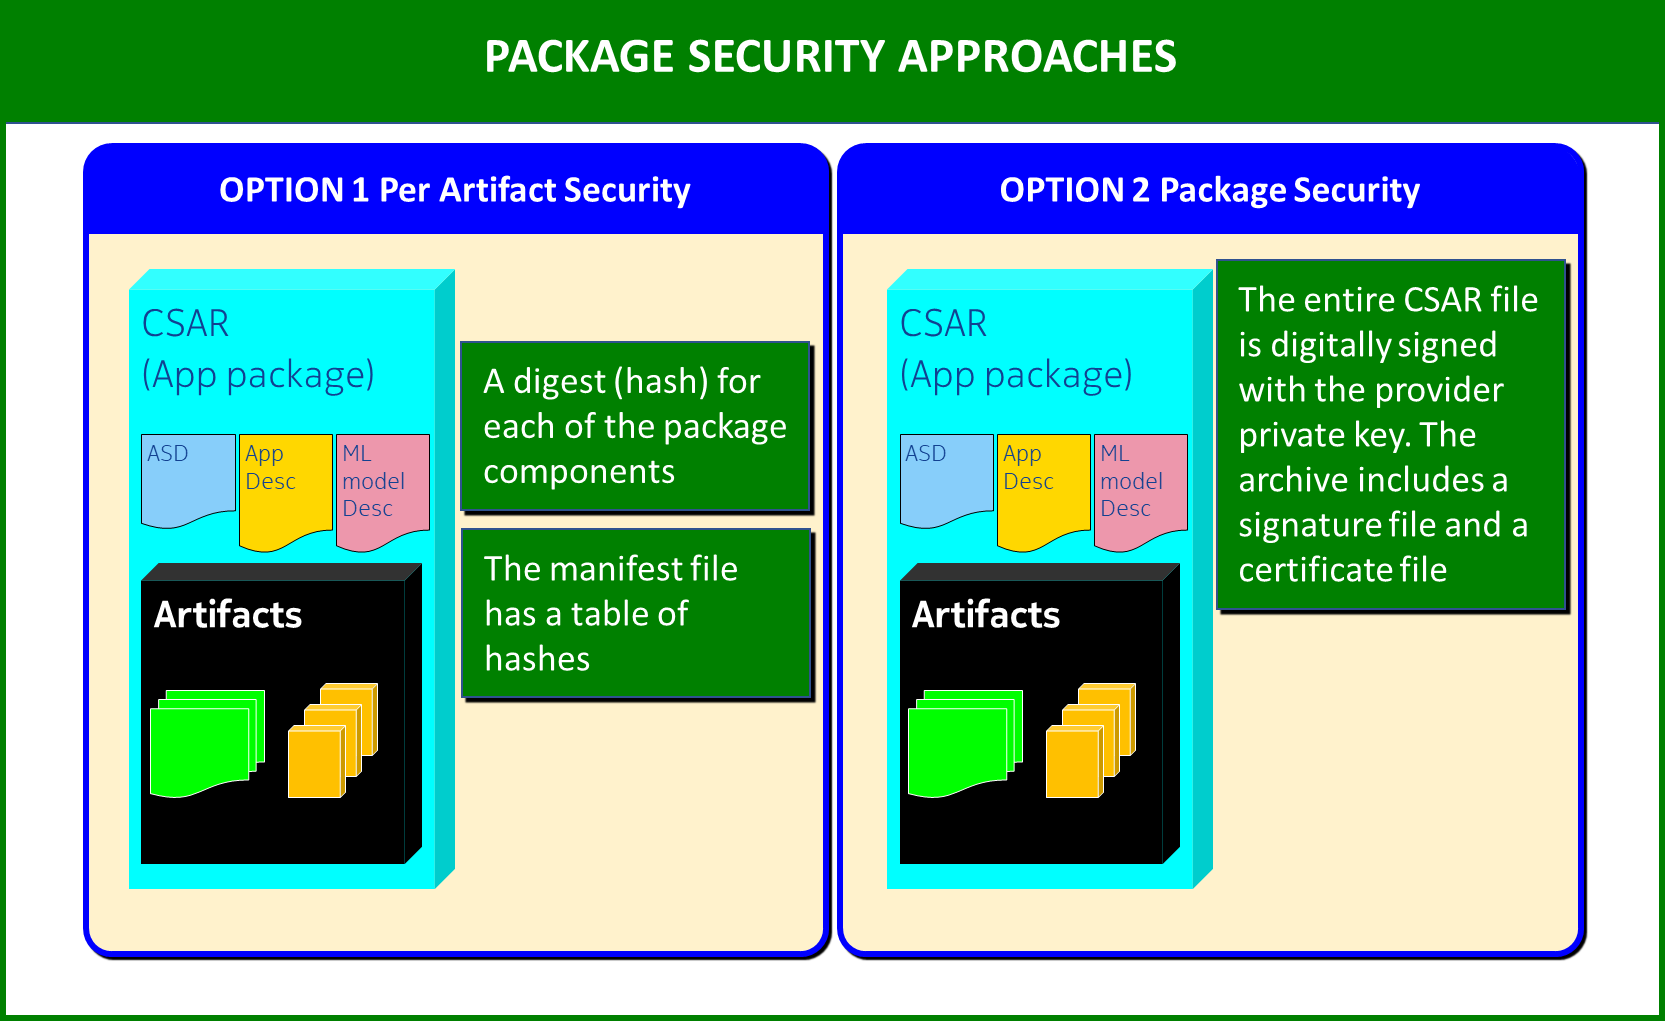 PACKAGE SECURITY APPROACHES
OPTION 1 Per Artifact Security
CSAR
(App package)
ASD
App
Desc
ML
model
Desc
Artifacts
A digest (hash) for
each of the package
components
The manifest file
has a table of
hashes
OPTION 2 Package Security
CSAR
(App package)
ASD
App
Desc
ML
model
Desc
Artifacts
The entire CSAR file
is digitally signed
with the provider
private key. The
archive includes a
signature file and a
certificate file